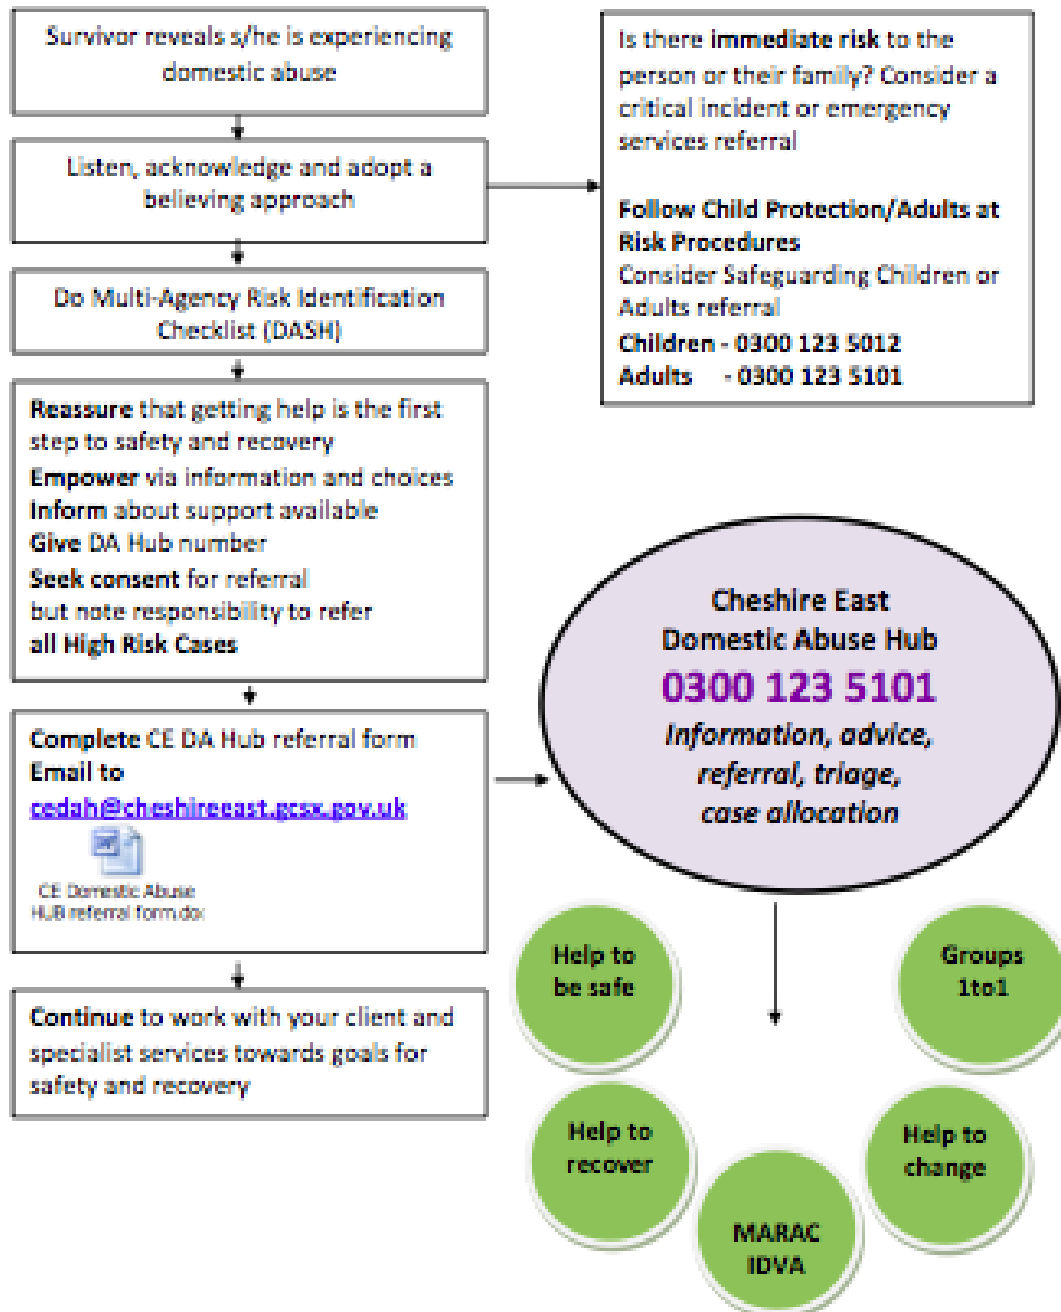 Survivor reveals s/he is experiencing
domestic abuse
Listen, acknowledge and adopt a
believing approach
Do Multi-Agency Risk Identification
Checklist (DASH)
Reassure that getting help is the first
step to safety and recovery
Empower via information and choices
Inform about support available
Give DA Hub number
Seek consent for referral
but note responsibility to refer
all High Risk Cases
Complete CE DA Hub referral form
Email to
cedah@cheshireeast.gcsx.gov.uk
CE Domestic Abuse
HUB referral form.doc
Continue to work with your client and
specialist services towards goals for
safety and recovery
Is there immediate risk to the
person or their family? Consider a
critical incident or emergency
services referral
Follow Child Protection/Adults at
Risk Procedures
Consider Safeguarding Children or
Adults referral
Children - 0300 123 5012
Adults - 0300 123 5101
Cheshire East
Domestic Abuse Hub
0300 123 5101
Information, advice,
referral, triage,
case allocation
Help to
be safe
Groups
1to1
Help to
recover
Help to
change
MARAC
IDVA